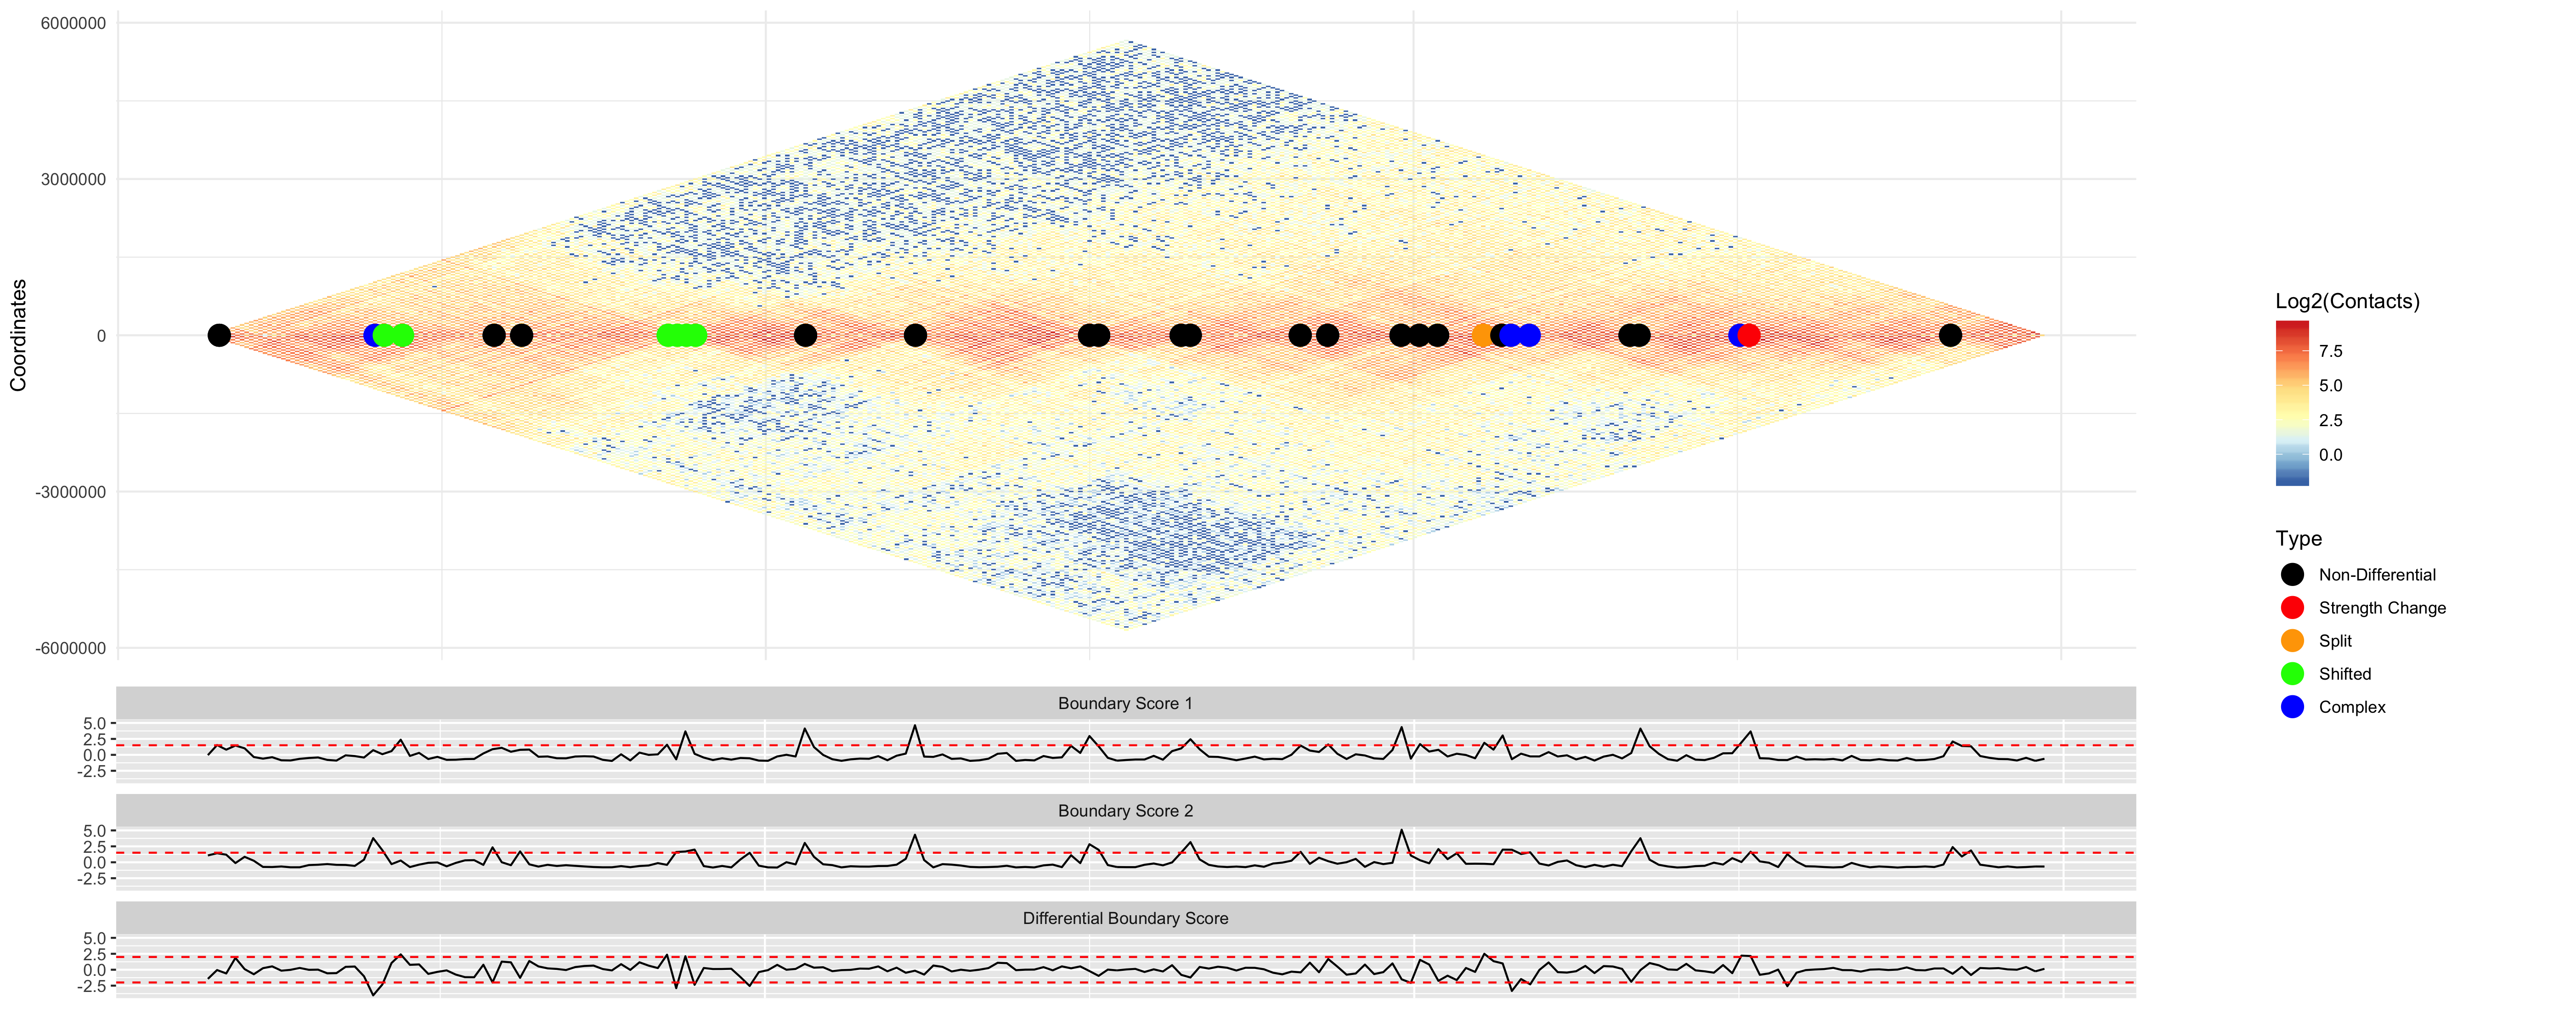 6000000
3000000
0
-3000000
-6000000
Coordinates
Log2(Contacts)
7.5
5.0
2.5
0.0
Type
Non-Differential
Strength Change
Split
Shifted
Complex
Boundary Score 1
5.0
2.5
0.0
-2.5
Boundary Score 2
5.0
2.5
0.0
-2.5
Differential Boundary Score
5.0
2.5
0.0
-2.5